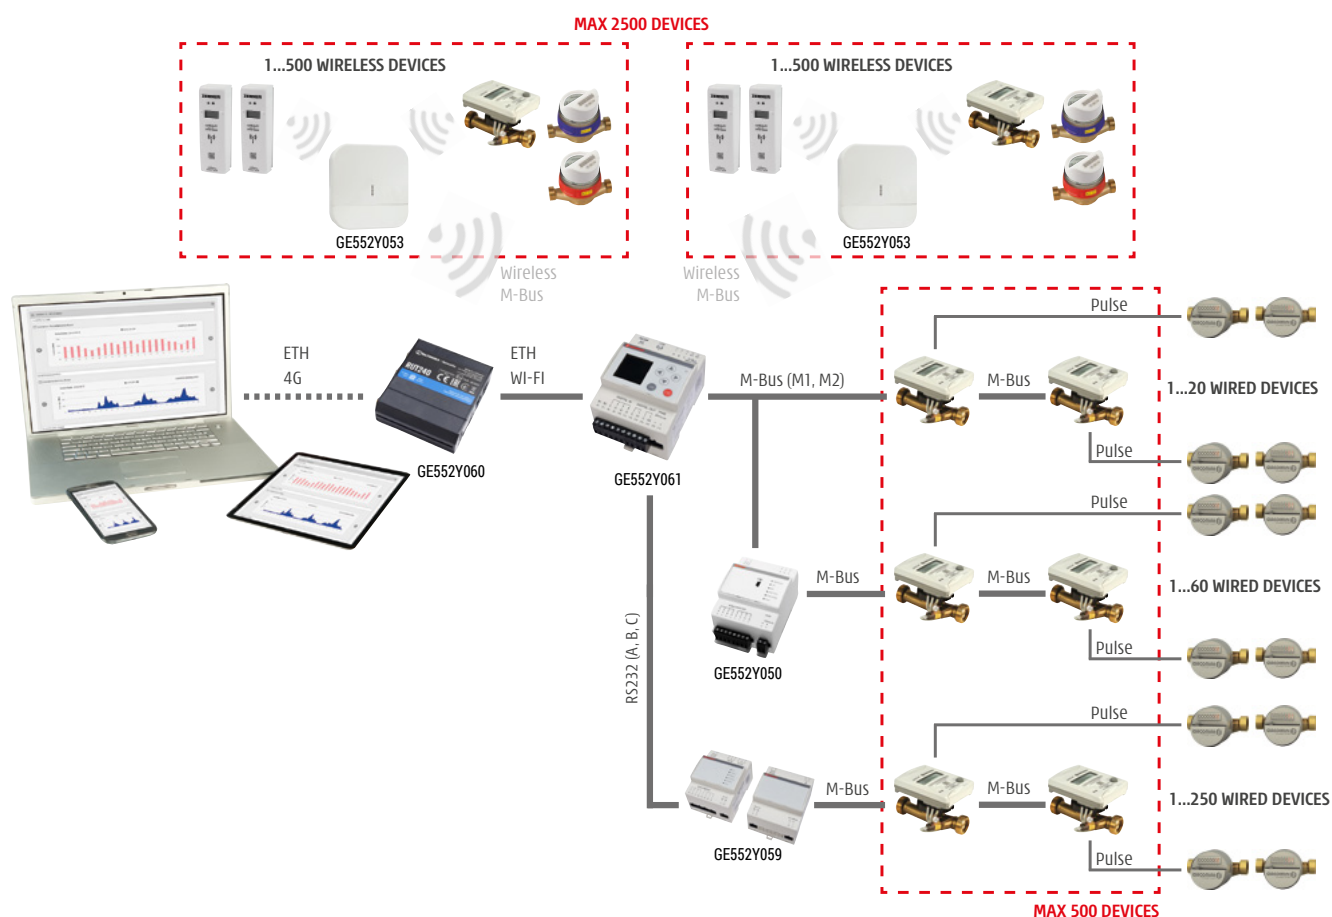 MAX 2500 DEVICES
1...500 WIRELESS DEVICES
1...500 WIRELESS DEVICES
GE552Y053
GE552Y053
Wireless
M-Bus
Wireless
M-Bus
Pulse
ETH
4G
RUT240
ETH
WI-FI
M-Bus (M1, M2)
M-Bus
1...20 WIRED DEVICES
Pulse
GE552Y060
GE552Y061
Pulse
M-Bus
M-Bus
1...60 WIRED DEVICES
RS232 (A, B, C)
Pulse
GE552Y050
Pulse
M-Bus
M-Bus
1...250 WIRED DEVICES
GE552Y059
Pulse
MAX 500 DEVICES